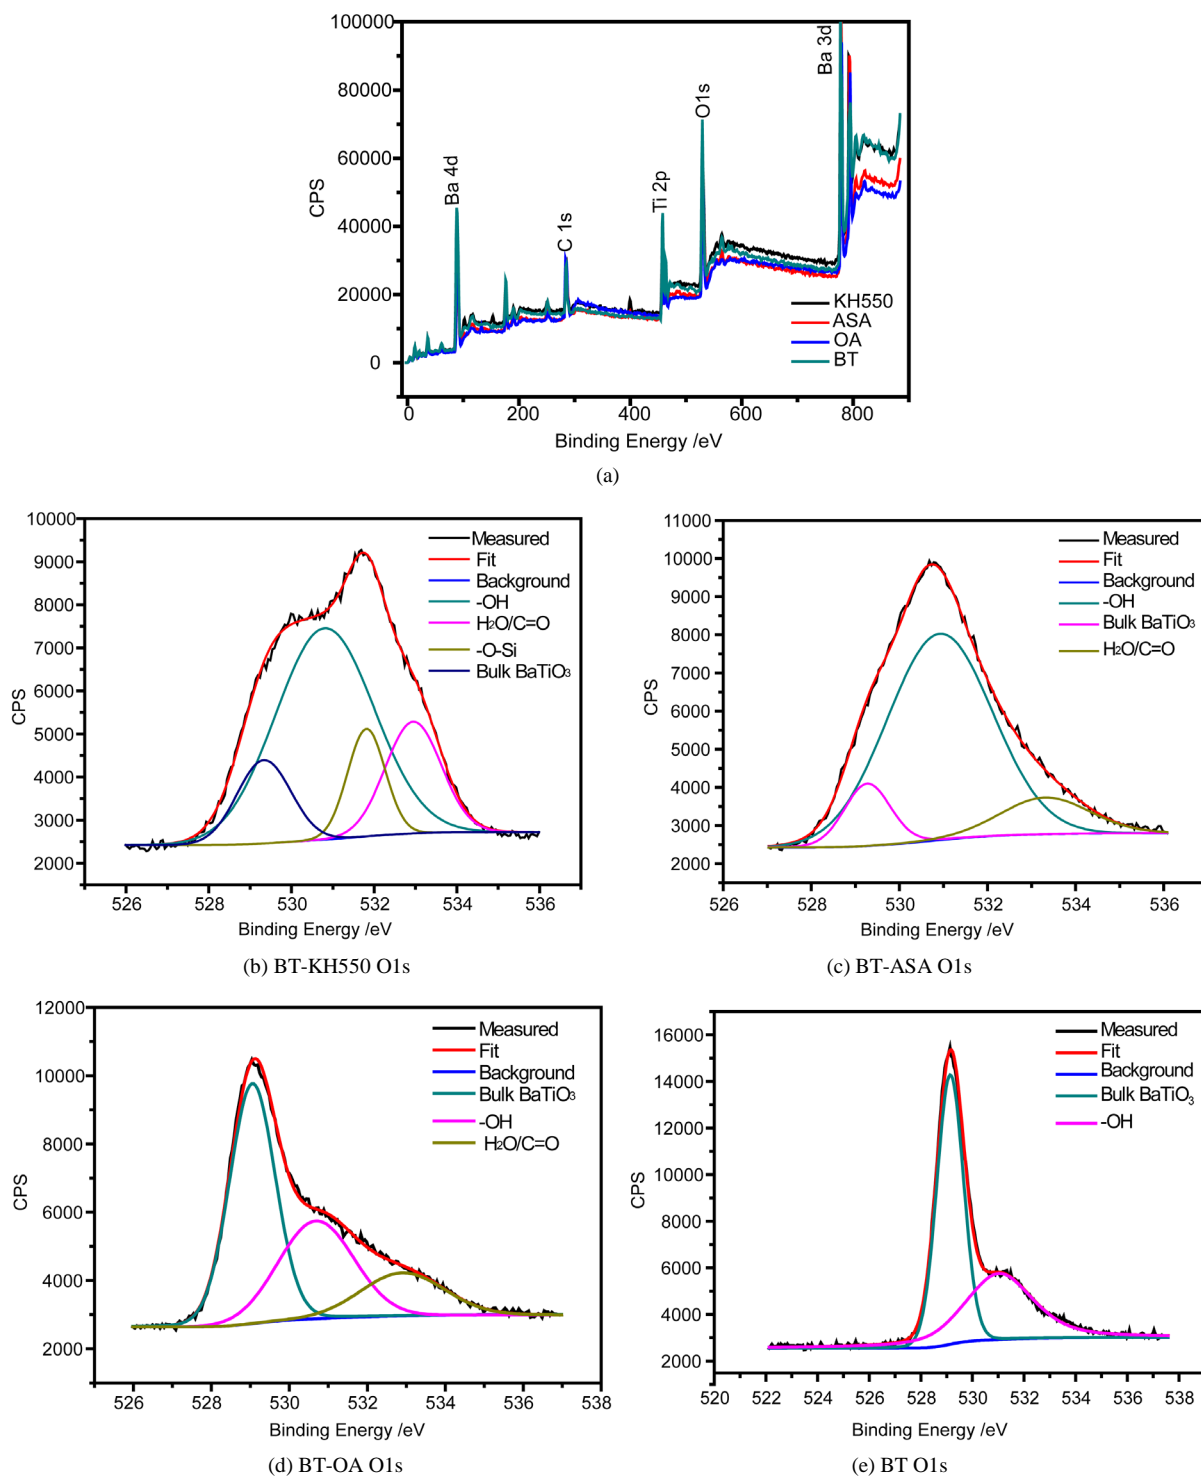 100000
80000
60000
40000
20000
0
CPS
Ba 4d
C 1s
Ti 2p
O1s
Ba 3d
KH550
ASA
OA
BT
0 200 400 600 800
Binding Energy /eV
(a)
10000
9000
8000
7000
6000
5000
4000
3000
2000
CPS
Measured
Fit
Background
-OH
H₂O/C=O
-O-Si
Bulk BaTiO₃
526 528 530 532 534 536
Binding Energy /eV
(b) BT-KH550 O1s
11000
10000
9000
8000
7000
6000
5000
4000
3000
2000
CPS
Measured
Fit
Background
-OH
Bulk BaTiO₃
H₂O/C=O
526 528 530 532 534 536
Binding Energy /eV
(c) BT-ASA O1s
12000
10000
8000
6000
4000
2000
CPS
Measured
Fit
Background
Bulk BaTiO₃
-OH
H₂O/C=O
526 528 530 532 534 536 538
Binding Energy /eV
(d) BT-OA O1s
16000
14000
12000
10000
8000
6000
4000
2000
CPS
Measured
Fit
Background
Bulk BaTiO₃
-OH
520 522 524 526 528 530 532 534 536 538
Binding Energy /eV
(e) BT O1s